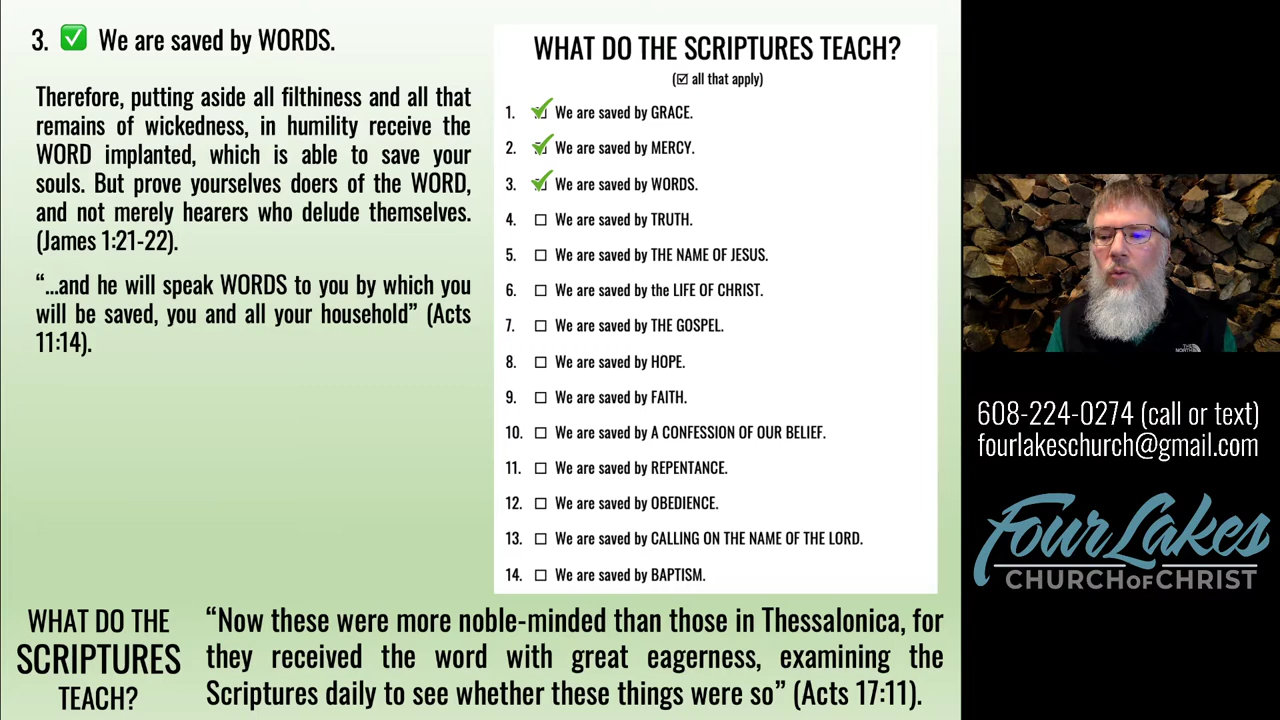 3. ✅ We are saved by WORDS.
Therefore, putting aside all filthiness and all that
remains of wickedness, in humility receive the
WORD implanted, which is able to save your
souls. But prove yourselves doers of the WORD,
and not merely hearers who delude themselves.
(James 1:21-22).
“...and he will speak WORDS to you by which you
will be saved, you and all your household” (Acts
11:14).
WHAT DO THE SCRIPTURES TEACH?
(☑ all that apply)
1. We are saved by GRACE.
2. We are saved by MERCY.
3. We are saved by WORDS.
4. ☐ We are saved by TRUTH.
5. ☐ We are saved by THE NAME OF JESUS.
6. ☐ We are saved by the LIFE OF CHRIST.
7. ☐ We are saved by THE GOSPEL.
8. ☐ We are saved by HOPE.
9. ☐ We are saved by FAITH.
10. ☐ We are saved by A CONFESSION OF OUR BELIEF.
11. ☐ We are saved by REPENTANCE.
12. ☐ We are saved by OBEDIENCE.
13. ☐ We are saved by CALLING ON THE NAME OF THE LORD.
14. ☐ We are saved by BAPTISM.
WHAT DO THE
SCRIPTURES
TEACH?
“Now these were more noble-minded than those in Thessalonica, for
they received the word with great eagerness, examining the
Scriptures daily to see whether these things were so” (Acts 17:11).
THE
NORTH
608-224-0274 (call or text)
fourlakeschurch@gmail.com
Four Lakes
CHURCH OF CHRIST